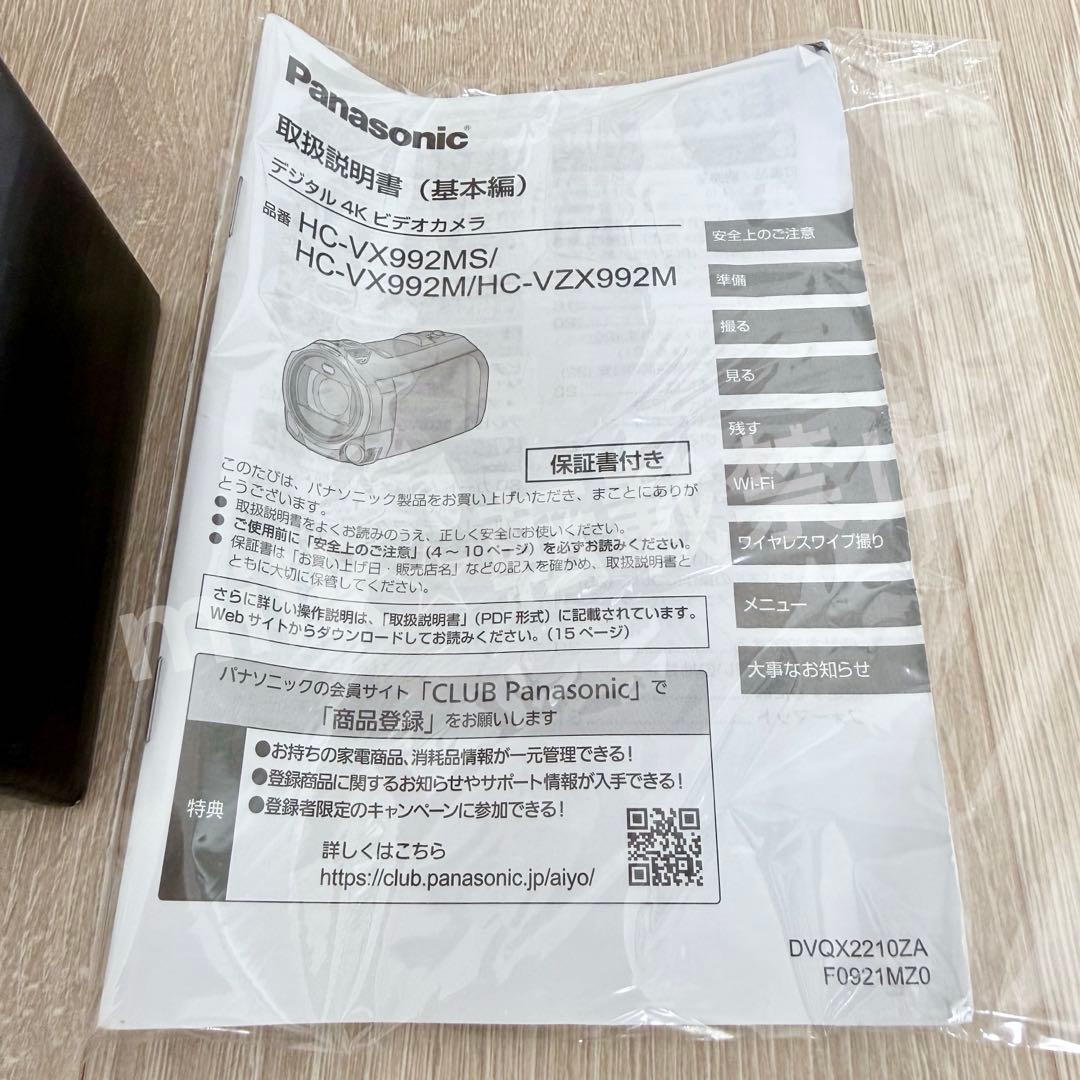 Panasonic®
取扱説明書（基本編）
デジタル 4K ビデオカメラ
品番 HC-VX992MS/
HC-VX992M/HC-VZX992M
保証書付き
このたびは、パナソニック製品をお買い上げいただき、まことにありが
とうございます。
● 取扱説明書をよくお読みのうえ、正しく安全にお使いください。
● ご使用前に「安全上のご注意」（4～10ページ）を必ずお読みください。
● 保証書は「お買い上げ日・販売店名」などの記入を確かめ、取扱説明書と
ともに大切に保管してください。
さらに詳しい操作説明は、「取扱説明書」（PDF 形式）に記載されています。
Web サイトからダウンロードしてお読みください。（15ページ）
パナソニックの会員サイト「CLUB Panasonic」で
「商品登録」をお願いします
特典
●お持ちの家電商品、消耗品情報が一元管理できる！
●登録商品に関するお知らせやサポート情報が入手できる！
●登録者限定のキャンペーンに参加できる！
詳しくはこちら
https://club.panasonic.jp/aiyo/
安全上のご注意
準備
撮る
見る
残す
Wi-Fi
ワイヤレスワイプ撮り
メニュー
大事なお知らせ
DVQX2210ZA
F0921MZ0